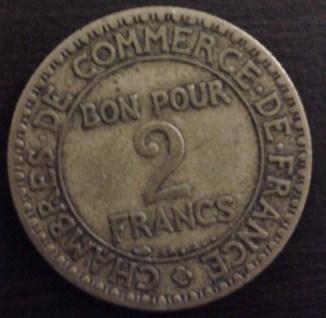 CHAMBRES·DE·COMMERCE·DE·FRANCE
BON POUR
2
FRANCS